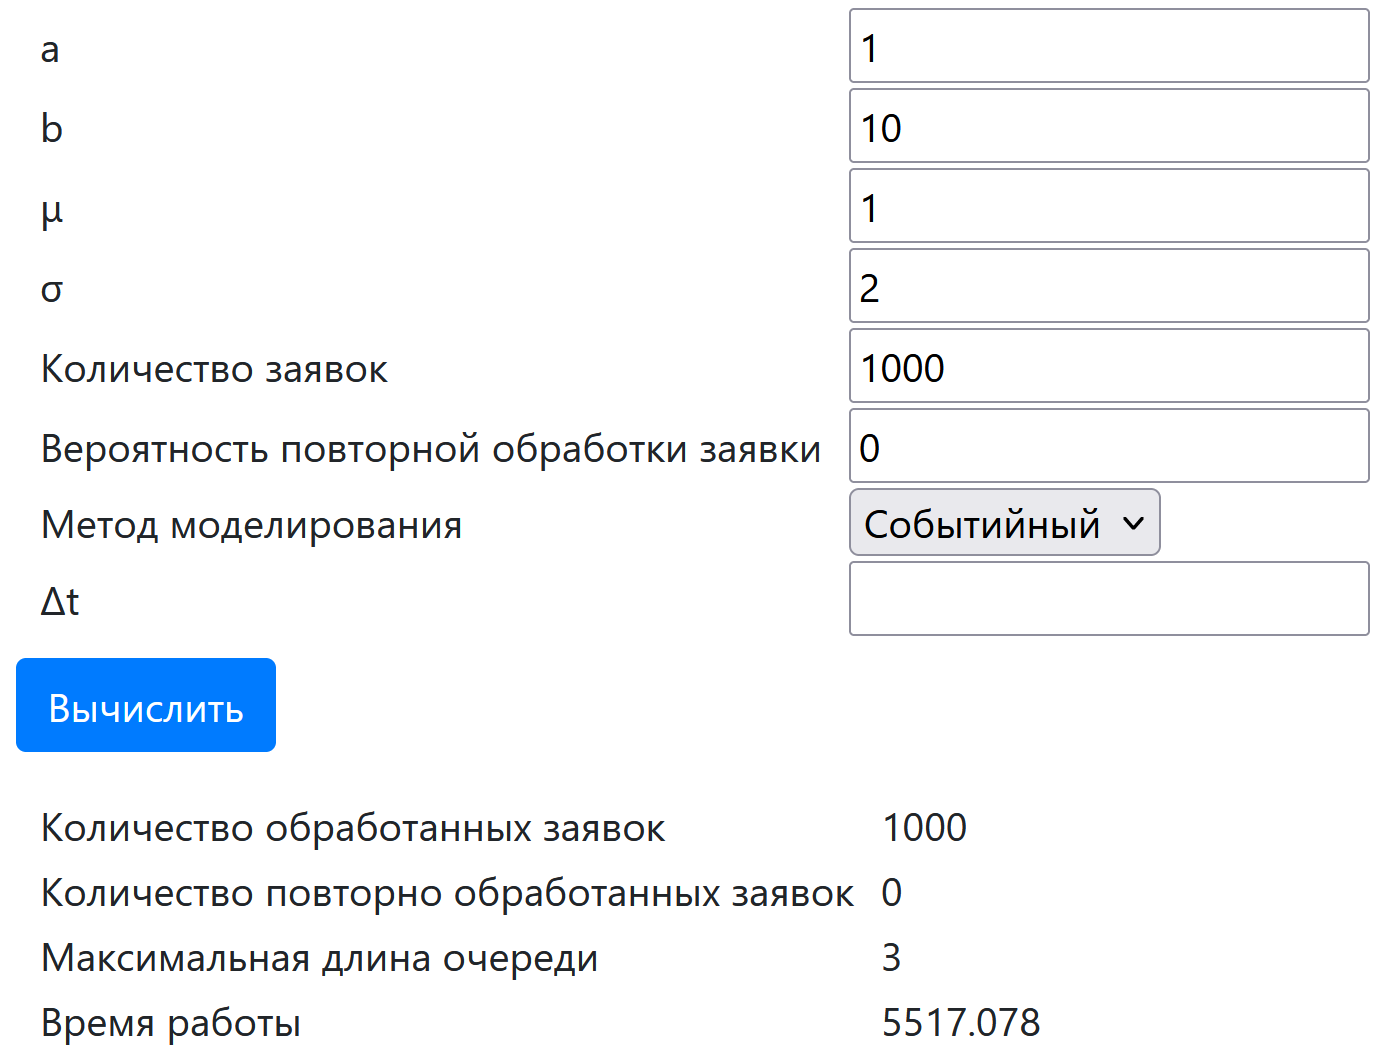 a 1
b 10
μ 1
σ 2
Количество заявок 1000
Вероятность повторной обработки заявки 0
Метод моделирования Событийный
Δt
Вычислить
Количество обработанных заявок 1000
Количество повторно обработанных заявок 0
Максимальная длина очереди 3
Время работы 5517.078